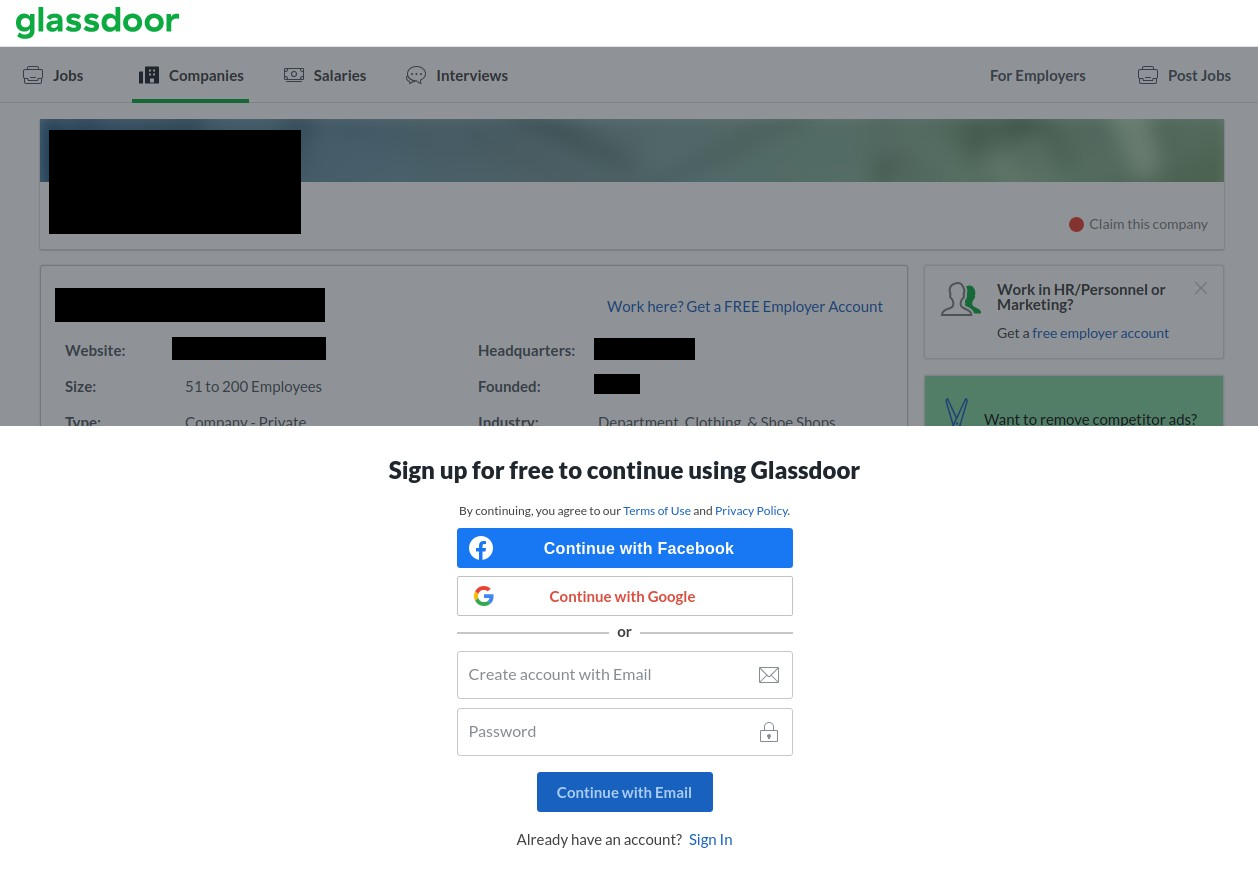 glassdoor
Jobs Companies Salaries Interviews For Employers Post Jobs
Claim this company
Work here? Get a FREE Employer Account
Website: Headquarters:
Size: 51 to 200 Employees Founded:
Type: Company - Private Industry: Department, Clothing, & Shoe Shops
Work in HR/Personnel or
Marketing?
Get a free employer account
Want to remove competitor ads?
Sign up for free to continue using Glassdoor
By continuing, you agree to our Terms of Use and Privacy Policy.
Continue with Facebook
Continue with Google
or
Create account with Email
Password
Continue with Email
Already have an account? Sign In